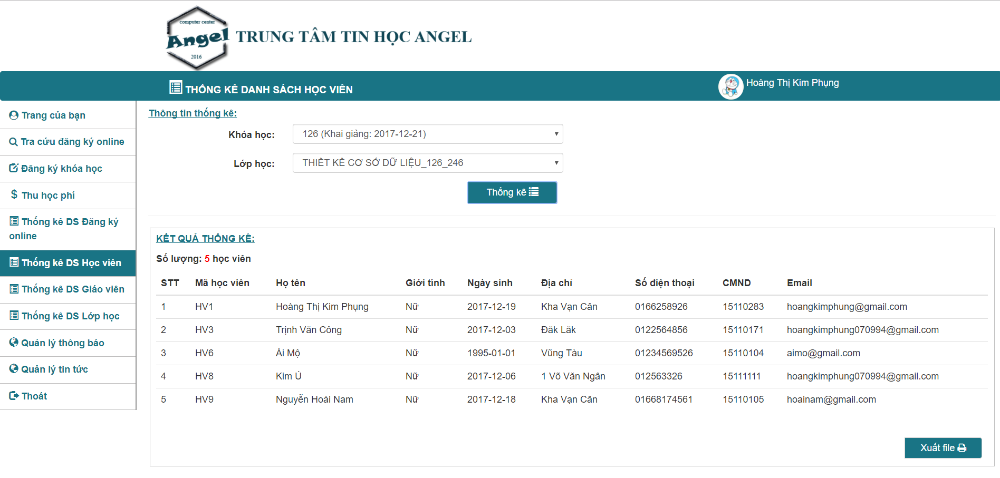 computer center
Angel
2016
TRUNG TÂM TIN HỌC ANGEL
THỐNG KÊ DANH SÁCH HỌC VIÊN
Hoàng Thị Kim Phụng
Trang của bạn
Tra cứu đăng ký online
Đăng ký khóa học
$ Thu học phí
Thống kê DS Đăng ký
online
Thống kê DS Học viên
Thống kê DS Giáo viên
Thống kê DS Lớp học
Quản lý thông báo
Quản lý tin tức
Thoát
Thông tin thống kê:
Khóa học: 126 (Khai giảng: 2017-12-21)
Lớp học: THIẾT KẾ CƠ SỞ DỮ LIỆU_126_246
Thống kê
KẾT QUẢ THỐNG KÊ:
Số lượng: 5 học viên
STT Mã học viên Họ tên Giới tính Ngày sinh Địa chỉ Số điện thoại CMND Email
1 HV1 Hoàng Thị Kim Phụng Nữ 2017-12-19 Kha Vạn Cân 0166258926 15110283 hoangkimphung@gmail.com
2 HV3 Trịnh Văn Công Nữ 2017-12-03 Đăk Lăk 0122564856 15110171 hoangkimphung070994@gmail.com
3 HV6 Ái Mộ Nữ 1995-01-01 Vũng Tàu 01234569526 15110104 aimo@gmail.com
4 HV8 Kim Ú Nữ 2017-12-06 1 Võ Văn Ngân 012563326 15111111 hoangkimphung070994@gmail.com
5 HV9 Nguyễn Hoài Nam Nữ 2017-12-18 Kha Vạn Cân 01668174561 15110105 hoainam@gmail.com
Xuất file